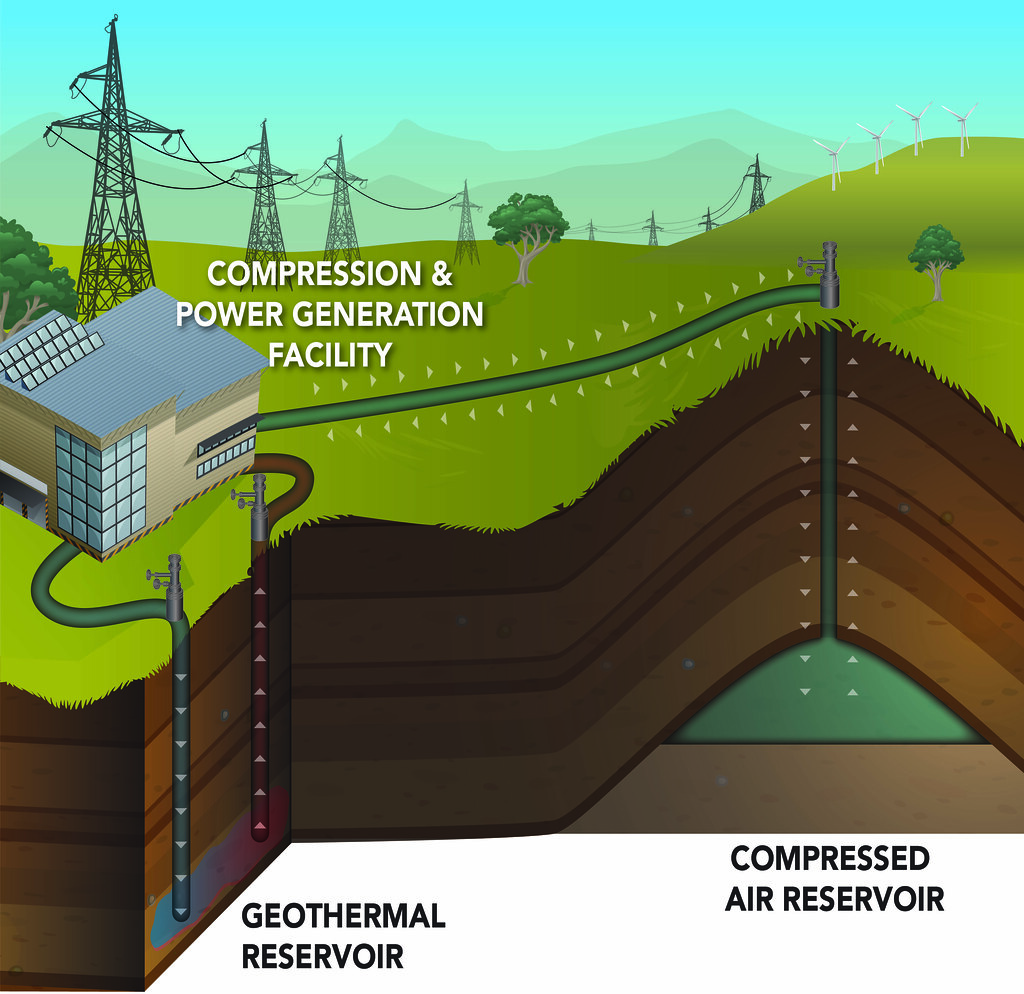 COMPRESSION &
POWER GENERATION
FACILITY
COMPRESSED
AIR RESERVOIR
GEOTHERMAL
RESERVOIR